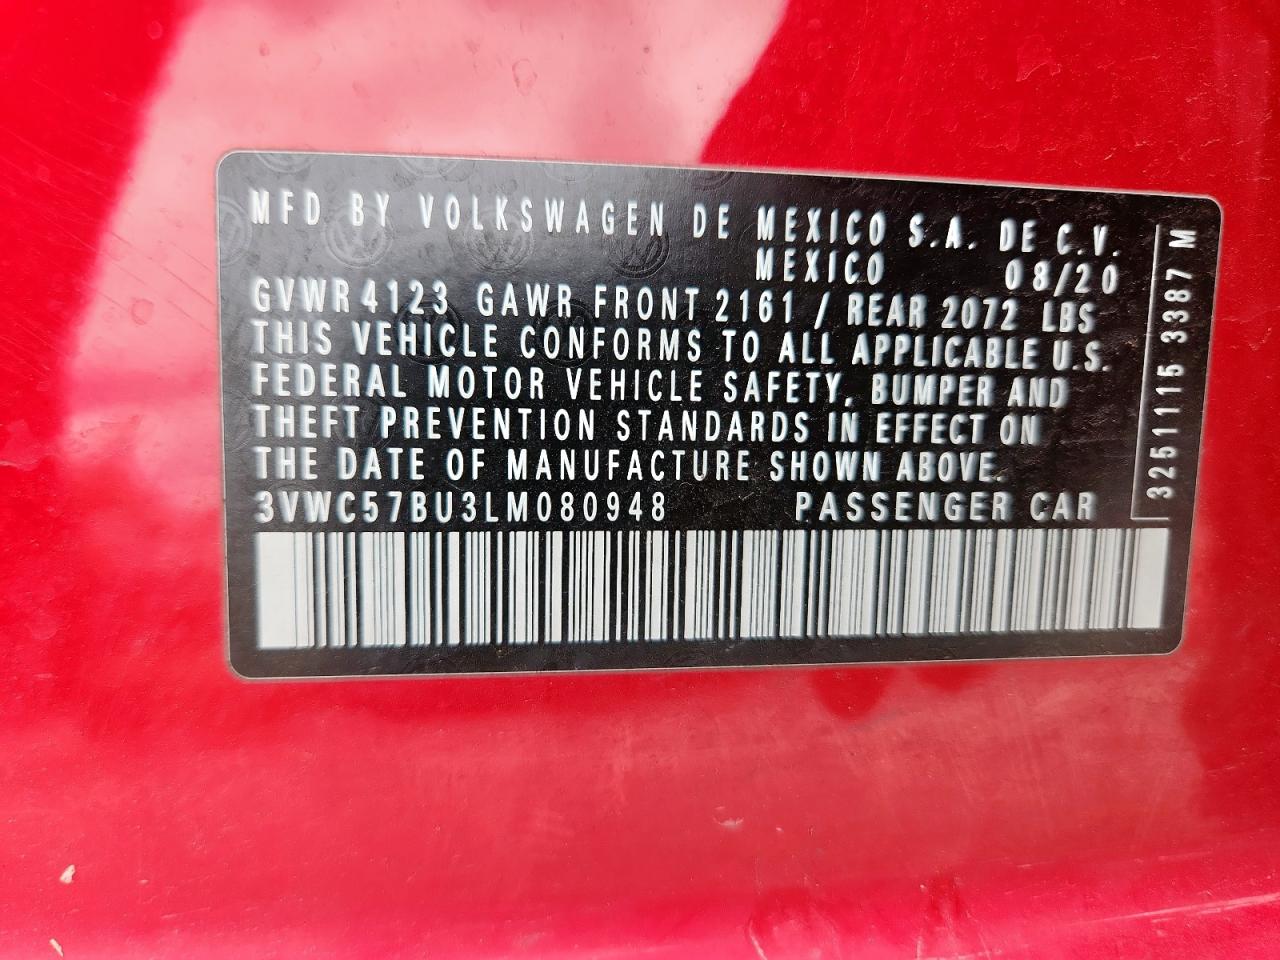 MFD BY VOLKSWAGEN DE MEXICO S.A. DE C.V.
MEXICO 08/20
GVWR 4123 GAWR FRONT 2161 / REAR 2072 LBS
THIS VEHICLE CONFORMS TO ALL APPLICABLE U.S.
FEDERAL MOTOR VEHICLE SAFETY, BUMPER AND
THEFT PREVENTION STANDARDS IN EFFECT ON
THE DATE OF MANUFACTURE SHOWN ABOVE.
3VWC57BU3LM080948 PASSENGER CAR
3251115 3387 M